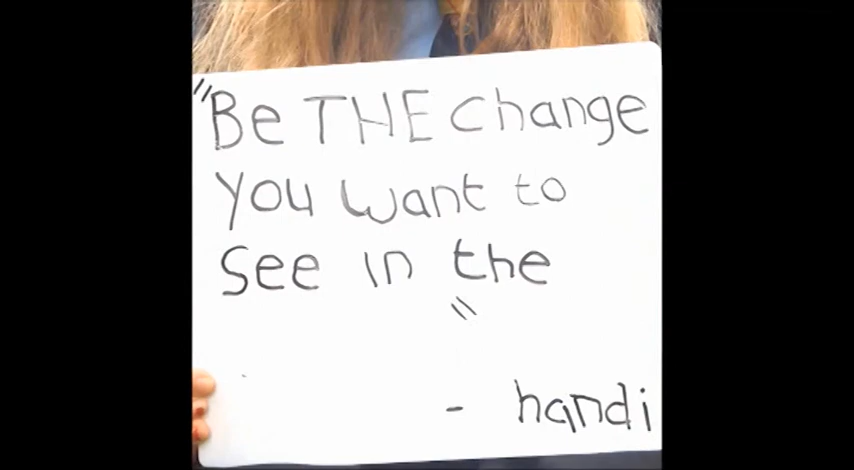 "Be THE change
you want to
see in the
"
- handi